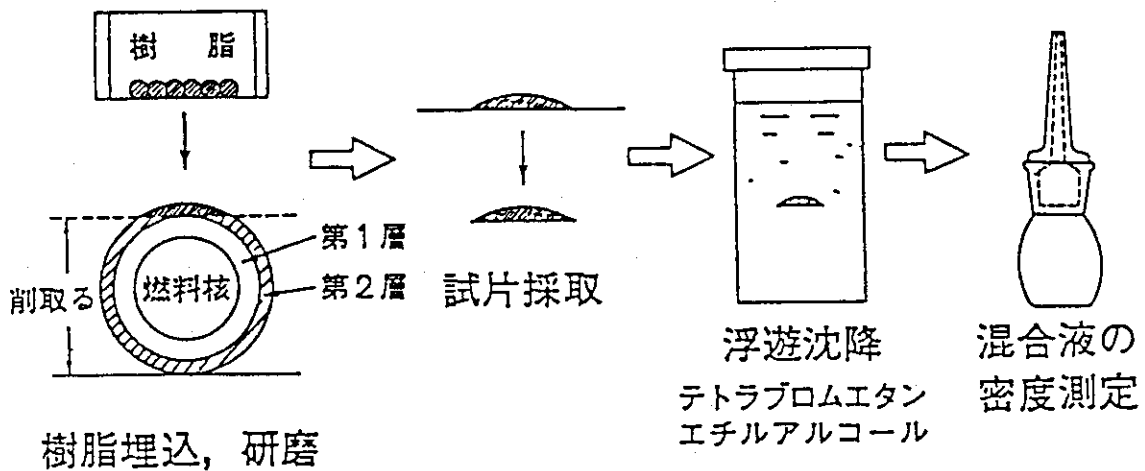 樹 脂
燃料核
第1層
第2層
削取る
樹脂埋込, 研磨
試片採取
浮遊沈降
テトラブロムエタン
エチルアルコール
混合液の
密度測定